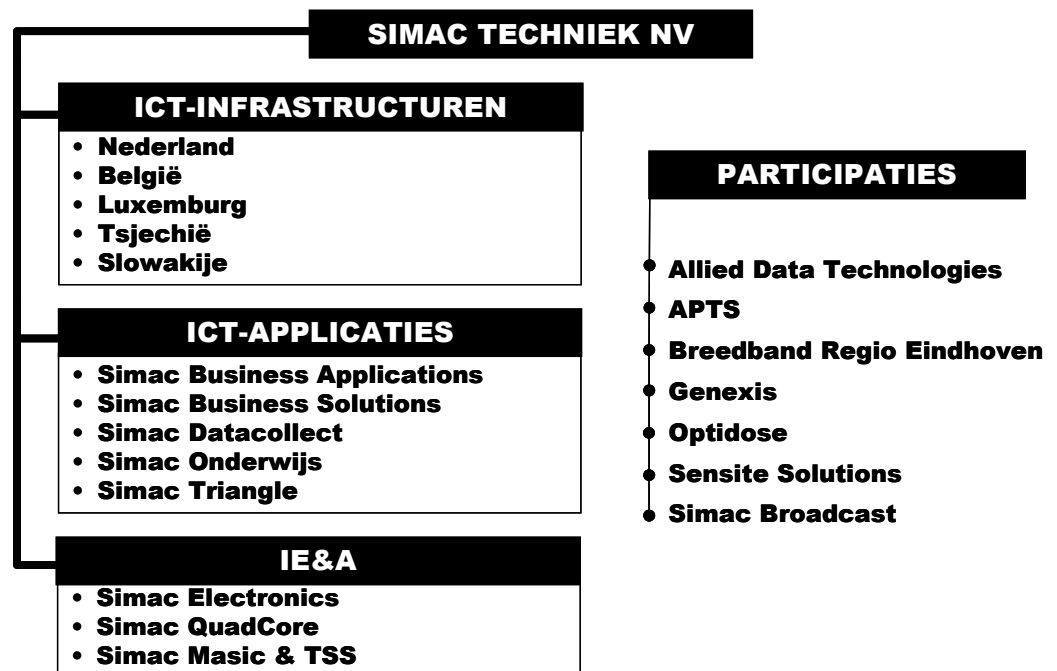 SIMAC TECHNIEK NV
ICT-INFRASTRUCTUREN
• Nederland
• België
• Luxemburg
• Tsjechië
• Slowakije
ICT-APPLICATIES
• Simac Business Applications
• Simac Business Solutions
• Simac Datacollect
• Simac Onderwijs
• Simac Triangle
IE&A
• Simac Electronics
• Simac QuadCore
• Simac Masic & TSS
PARTICIPATIES
Allied Data Technologies
APTS
Breedband Regio Eindhoven
Genexis
Optidose
Sensite Solutions
Simac Broadcast